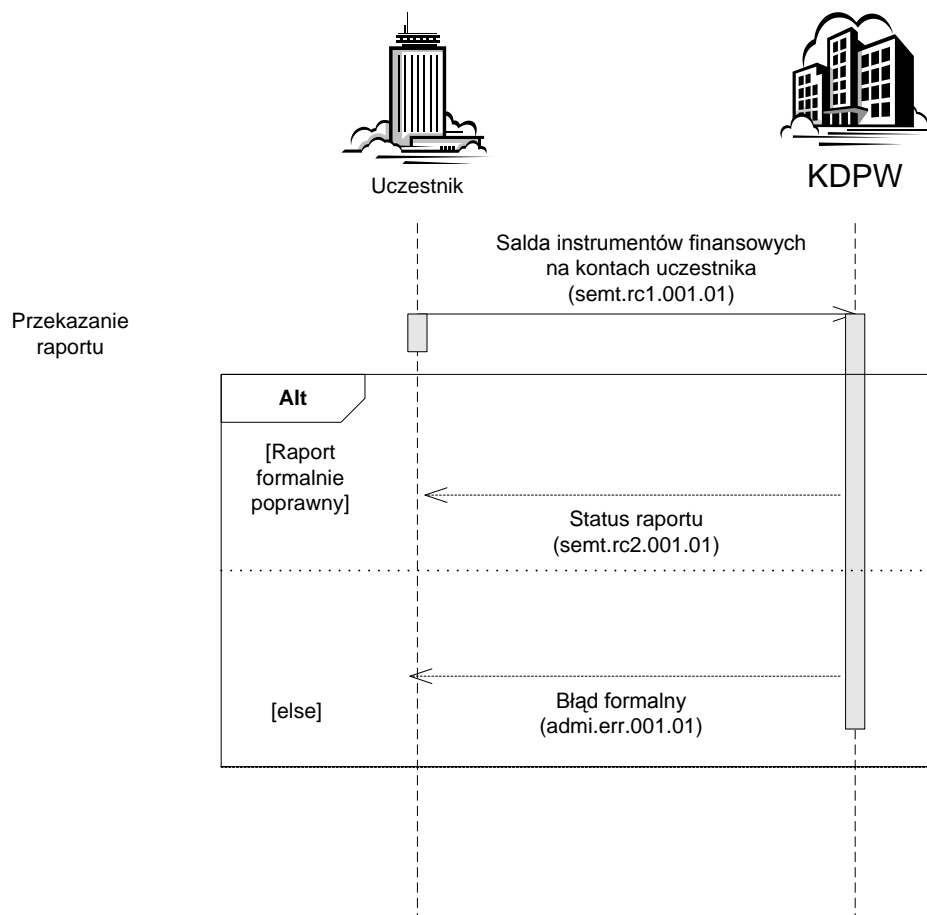 Uczestnik
KDPW
Salda instrumentów finansowych
na kontach uczestnika
(semt.rc1.001.01)
Przekazanie
raportu
Alt
[Raport
formalnie
poprawny]
Status raportu
(semt.rc2.001.01)
[else]
Błąd formalny
(admi.err.001.01)